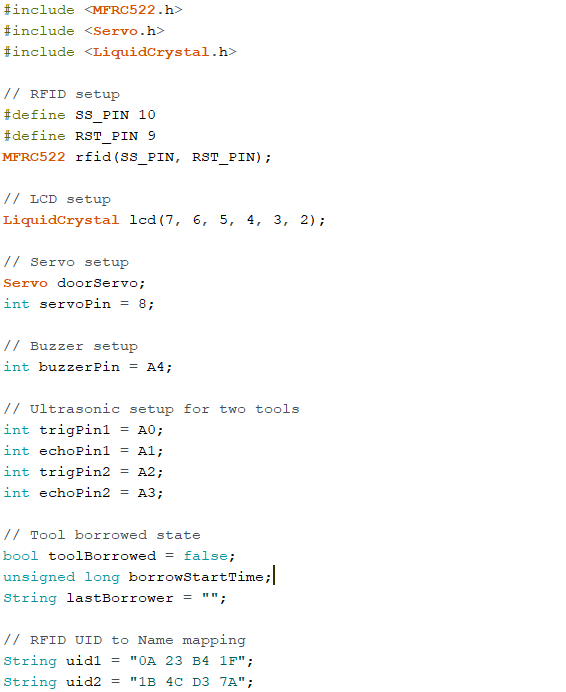 #include <MFRC522.h>
#include <Servo.h>
#include <LiquidCrystal.h>
// RFID setup
#define SS_PIN 10
#define RST_PIN 9
MFRC522 rfid(SS_PIN, RST_PIN);
// LCD setup
LiquidCrystal lcd(7, 6, 5, 4, 3, 2);
// Servo setup
Servo doorServo;
int servoPin = 8;
// Buzzer setup
int buzzerPin = A4;
// Ultrasonic setup for two tools
int trigPin1 = A0;
int echoPin1 = A1;
int trigPin2 = A2;
int echoPin2 = A3;
// Tool borrowed state
bool toolBorrowed = false;
unsigned long borrowStartTime;
String lastBorrower = "";
// RFID UID to Name mapping
String uid1 = "0A 23 B4 1F";
String uid2 = "1B 4C D3 7A";